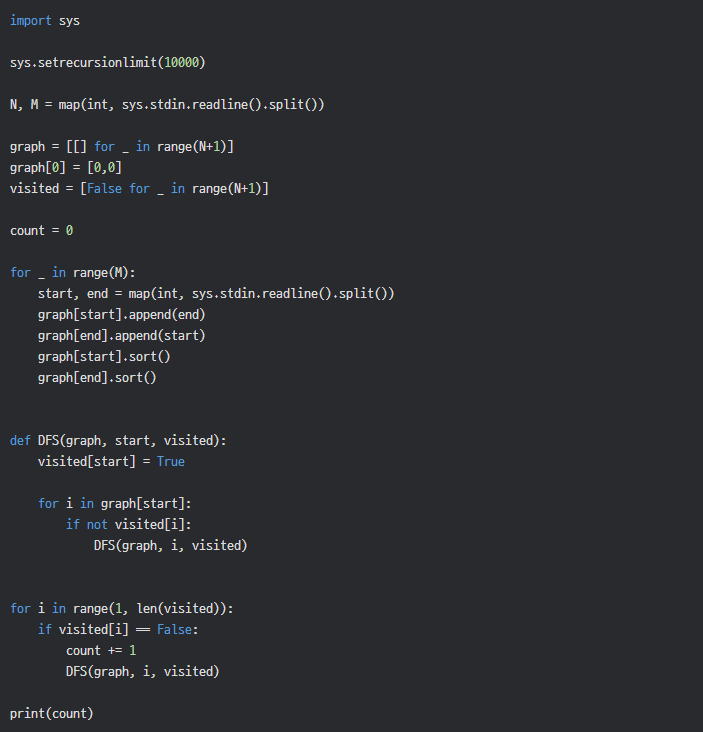 import sys

sys.setrecursionlimit(10000)

N, M = map(int, sys.stdin.readline().split())

graph = [[] for _ in range(N+1)]
graph[0] = [0,0]
visited = [False for _ in range(N+1)]

count = 0

for _ in range(M):
    start, end = map(int, sys.stdin.readline().split())
    graph[start].append(end)
    graph[end].append(start)
    graph[start].sort()
    graph[end].sort()


def DFS(graph, start, visited):
    visited[start] = True

    for i in graph[start]:
        if not visited[i]:
            DFS(graph, i, visited)


for i in range(1, len(visited)):
    if visited[i] == False:
        count += 1
        DFS(graph, i, visited)

print(count)